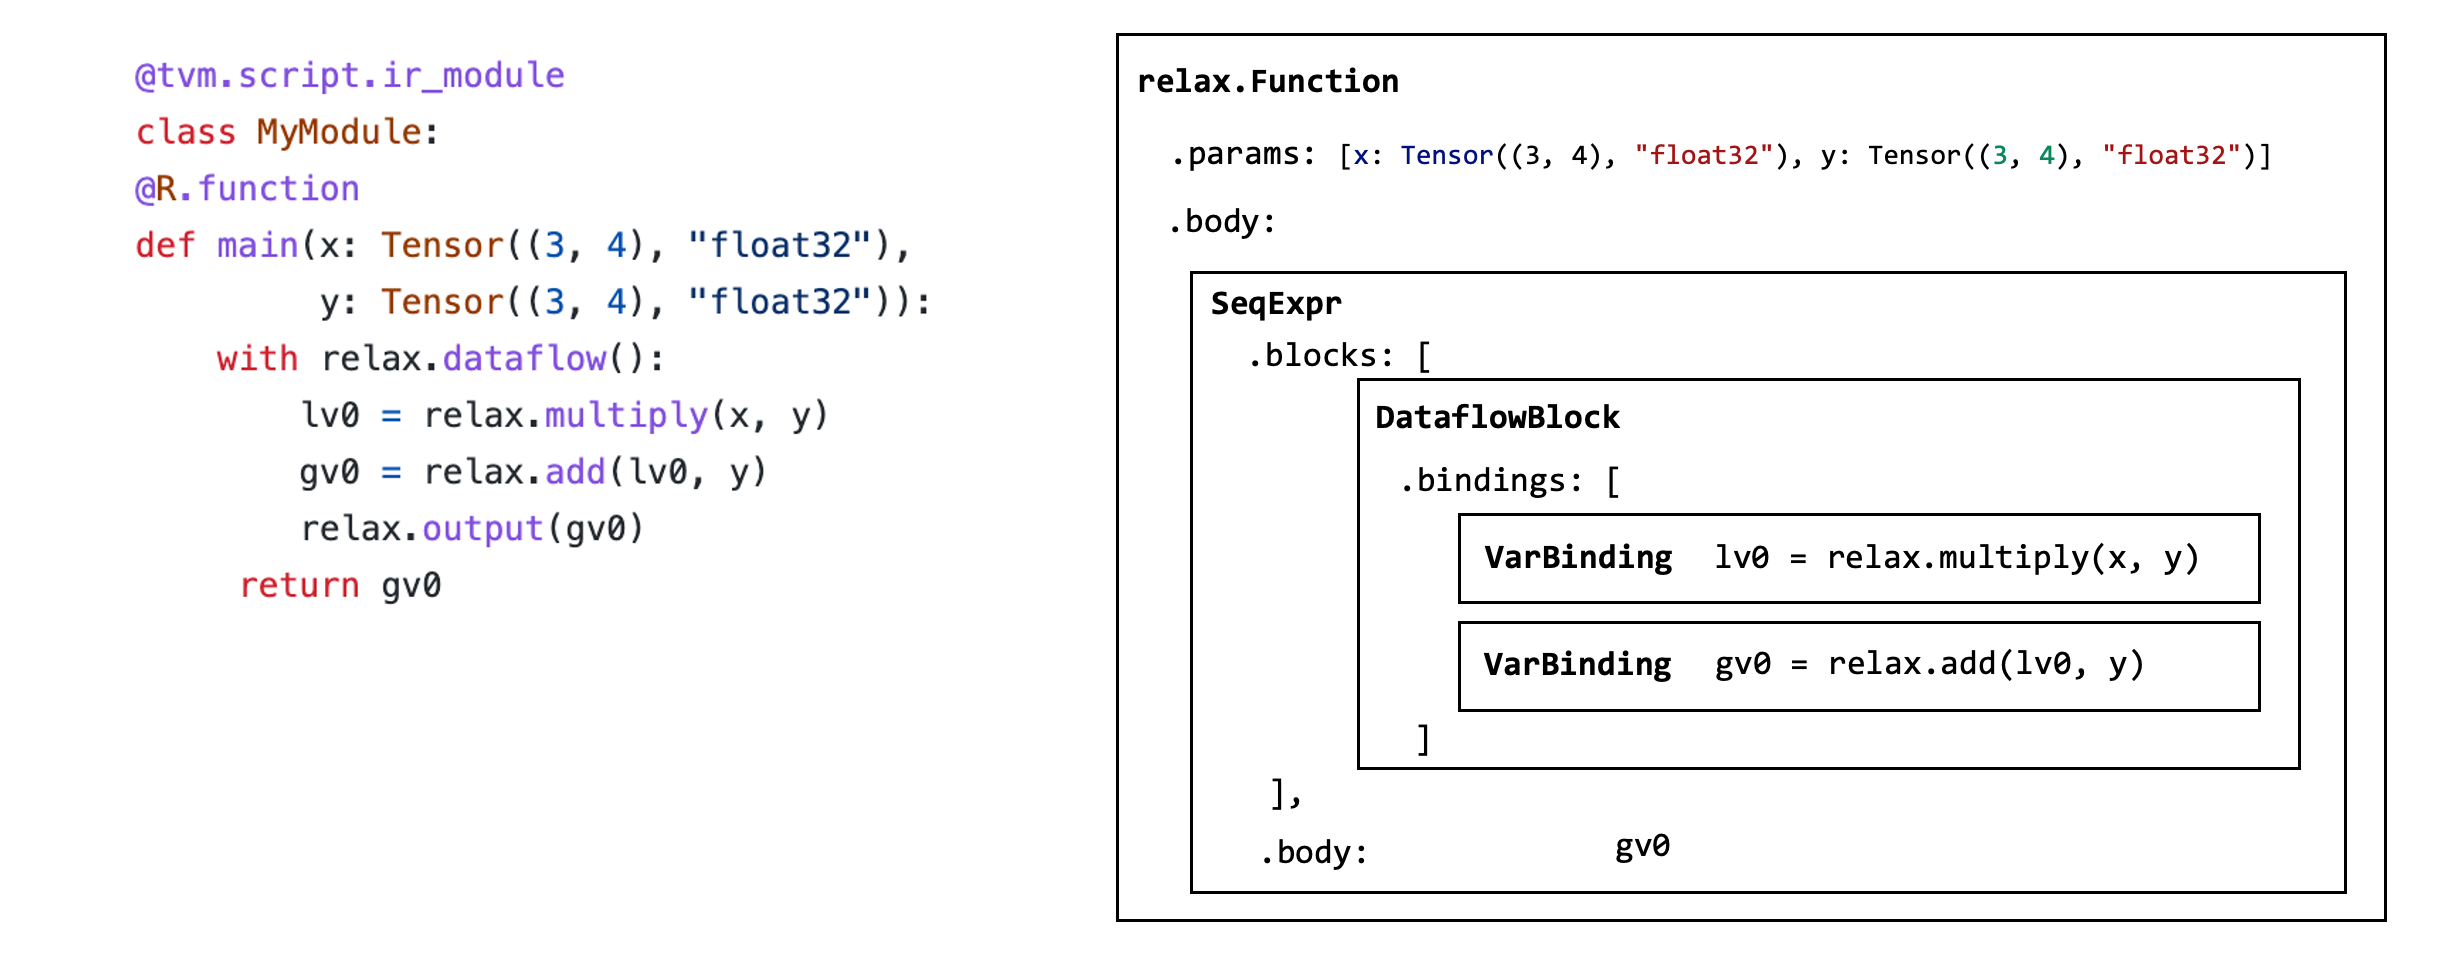 @tvm.script.ir_module
class MyModule:
@R.function
def main(x: Tensor((3, 4), "float32"),
y: Tensor((3, 4), "float32")):
with relax.dataflow():
lv0 = relax.multiply(x, y)
gv0 = relax.add(lv0, y)
relax.output(gv0)
return gv0
relax.Function
.params: [x: Tensor((3, 4), "float32"), y: Tensor((3, 4), "float32")]
.body:
SeqExpr
.blocks: [
DataflowBlock
.bindings: [
VarBinding lv0 = relax.multiply(x, y)
VarBinding gv0 = relax.add(lv0, y)
]
],
.body: gv0